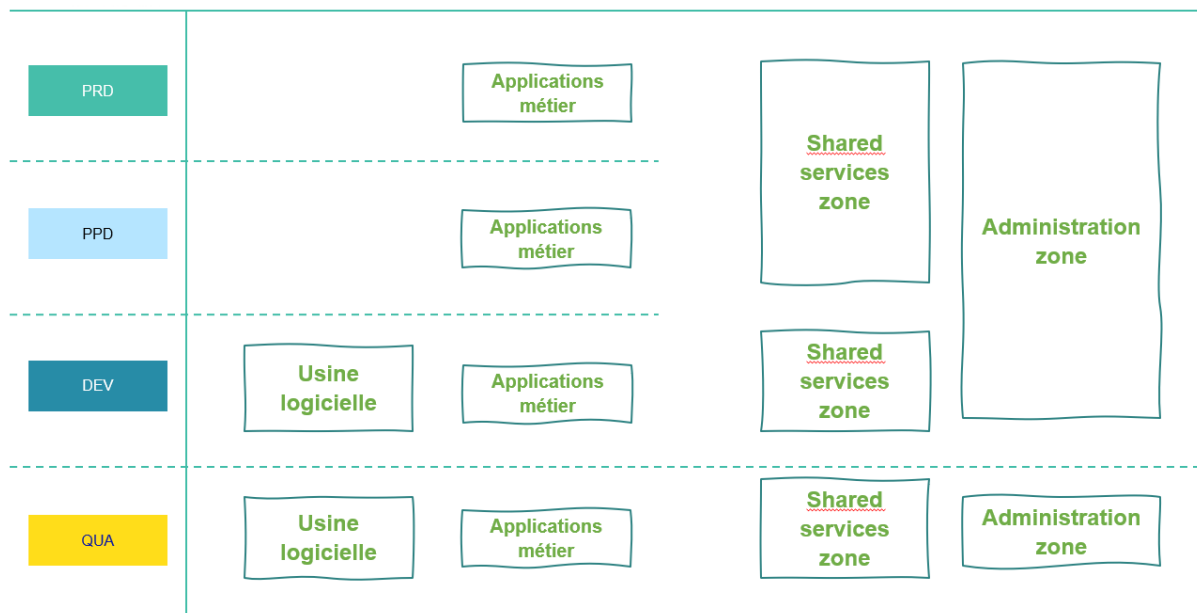 PRD
Applications
métier
Shared
services
zone
Administration
zone
PPD
Applications
métier
DEV
Usine
logicielle
Applications
métier
Shared
services
zone
QUA
Usine
logicielle
Applications
métier
Shared
services
zone
Administration
zone